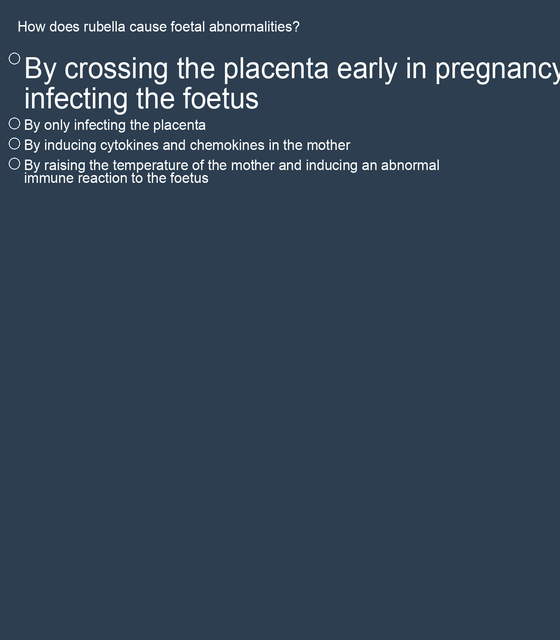 How does rubella cause foetal abnormalities?
By crossing the placenta early in pregnancy
infecting the foetus
By only infecting the placenta
By inducing cytokines and chemokines in the mother
By raising the temperature of the mother and inducing an abnormal
immune reaction to the foetus